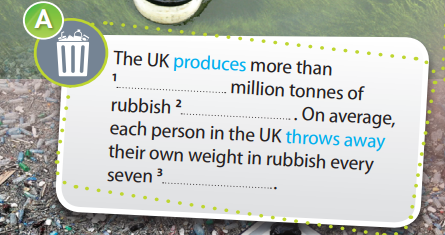 A
The UK produces more than
1.............................. million tonnes of
rubbish 2.............................. . On average,
each person in the UK throws away
their own weight in rubbish every
seven 3.............................. .